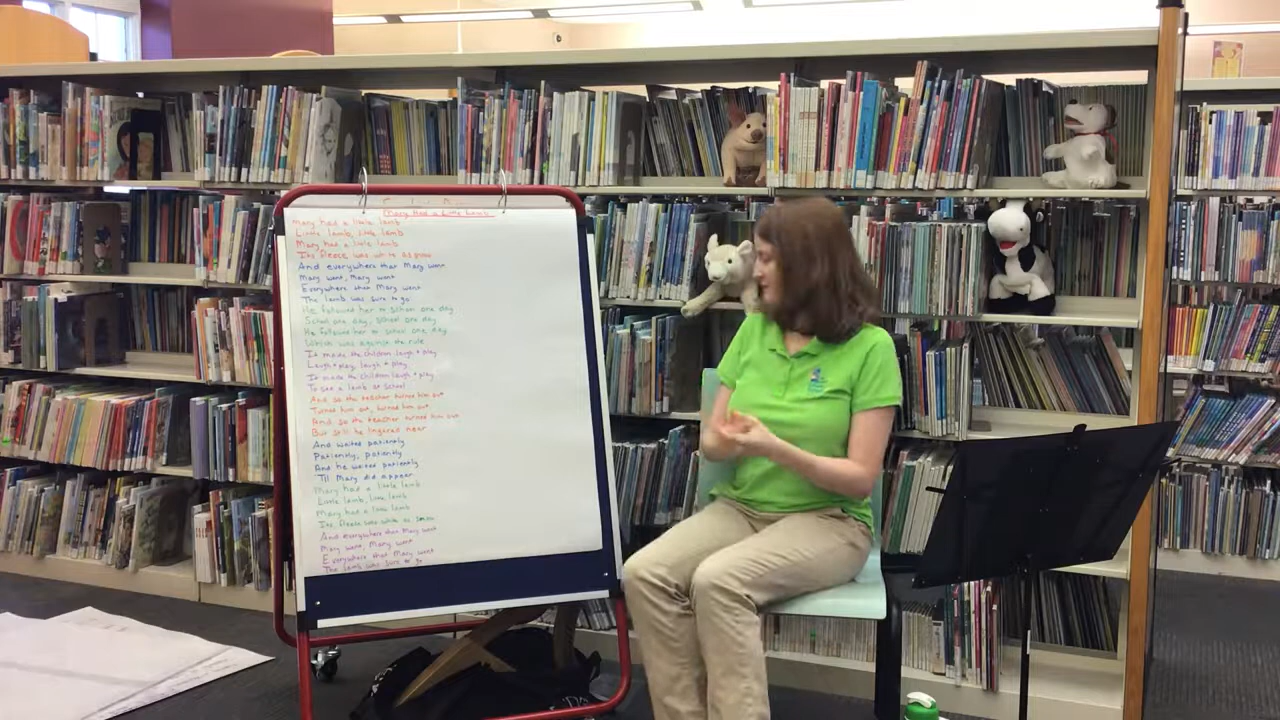 Mary Had a Little Lamb
Mary had a little lamb
Little lamb, little lamb
Mary had a little lamb
Its fleece was white as snow
And everywhere that Mary went
Mary went, Mary went
Everywhere that Mary went
The lamb was sure to go
He followed her to school one day
School one day, school one day
He followed her to school one day
Which was against the rule
It made the children laugh + play
Laugh + play, laugh + play,
It made the children laugh + play
To see a lamb at school
And so the teacher turned him out
Turned him out, turned him out
And so the teacher turned him out
But still he lingered near
And waited patiently
Patiently, patiently
And he waited patiently
Till Mary did appear
Mary had a little lamb
Little lamb, little lamb
Mary had a little lamb
Its fleece was white as snow
And everywhere that Mary went
Mary went, Mary went
Everywhere that Mary went
The lamb was sure to go